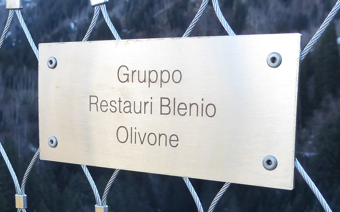 Gruppo
Restauri Blenio
Olivone